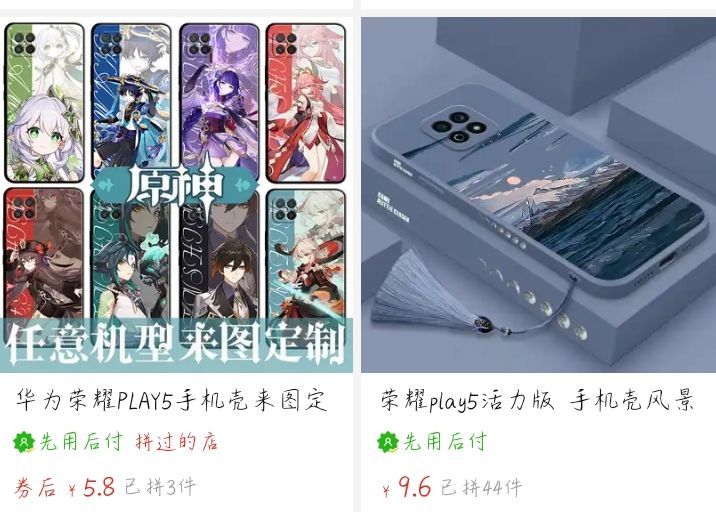 原神
任意机型来图定制
华为荣耀PLAY5手机壳来图定
先用后付 拼过的店
券后 ¥5.8 已拼3件
荣耀play5活力版 手机壳风景
先用后付
¥9.6 已拼44件